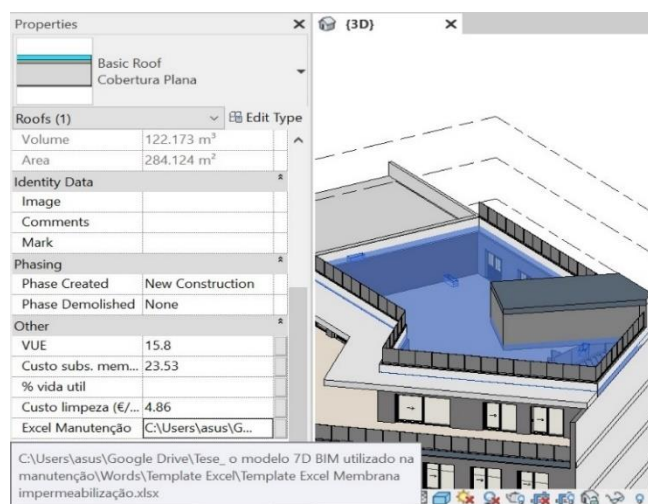 Properties
{3D}
Basic Roof
Cobertura Plana
Roofs (1)
Edit Type
Volume 122.173 m³
Area 284.124 m²
Identity Data
Image
Comments
Mark
Phasing
Phase Created New Construction
Phase Demolished None
Other
VUE 15.8
Custo subs. mem... 23.53
% vida util
Custo limpeza (€/... 4.86
Excel Manutenção C:\Users\asus\G...
C:\Users\asus\Google Drive\Tese_ o modelo 7D BIM utilizado na
manutenção\Words\Template Excel\Template Excel Membrana
impermeabilização.xlsx